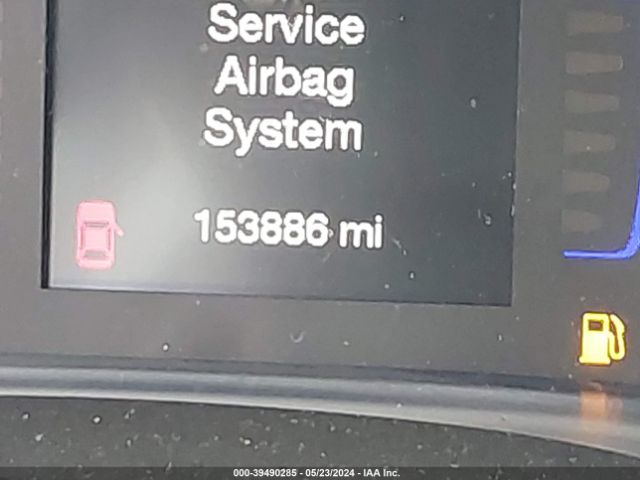 Service
Airbag
System
153886 mi
000-39490285 - 05/23/2024 - IAA Inc.